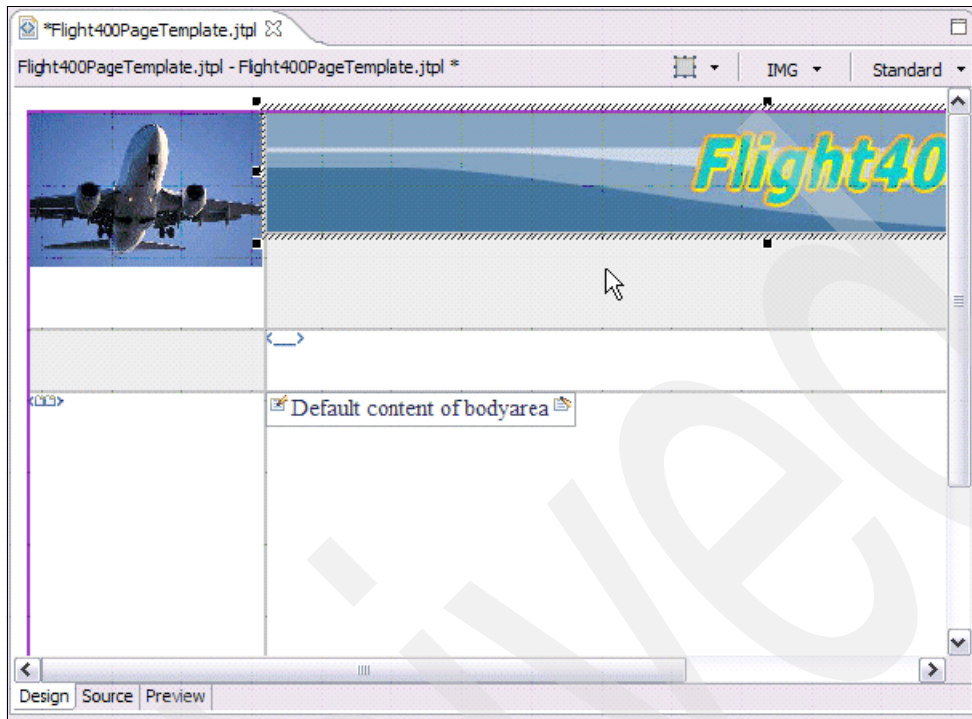 *Flight400PageTemplate.jtpl
Flight400PageTemplate.jtpl - Flight400PageTemplate.jtpl *
IMG
Standard
Flight40
Default content of bodyarea
Design Source Preview